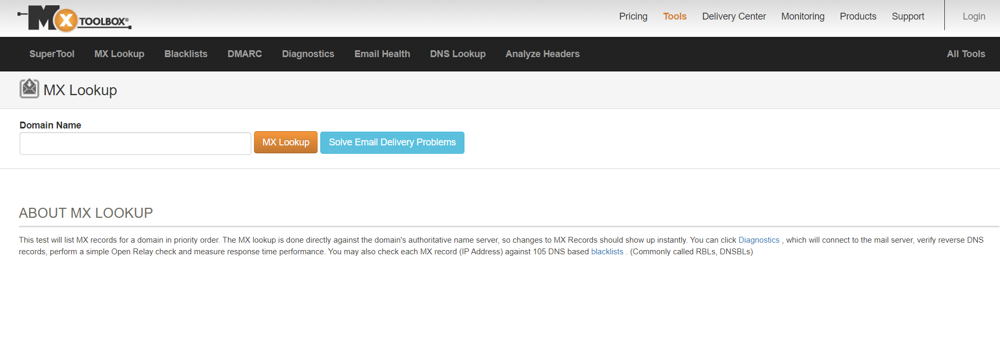 MX TOOLBOX®
Pricing Tools Delivery Center Monitoring Products Support Login
SuperTool MX Lookup Blacklists DMARC Diagnostics Email Health DNS Lookup Analyze Headers All Tools
MX Lookup
Domain Name
MX Lookup Solve Email Delivery Problems
ABOUT MX LOOKUP
This test will list MX records for a domain in priority order. The MX lookup is done directly against the domain's authoritative name server, so changes to MX Records should show up instantly. You can click Diagnostics , which will connect to the mail server, verify reverse DNS
records, perform a simple Open Relay check and measure response time performance. You may also check each MX record (IP Address) against 105 DNS based blacklists . (Commonly called RBLs, DNSBLs)